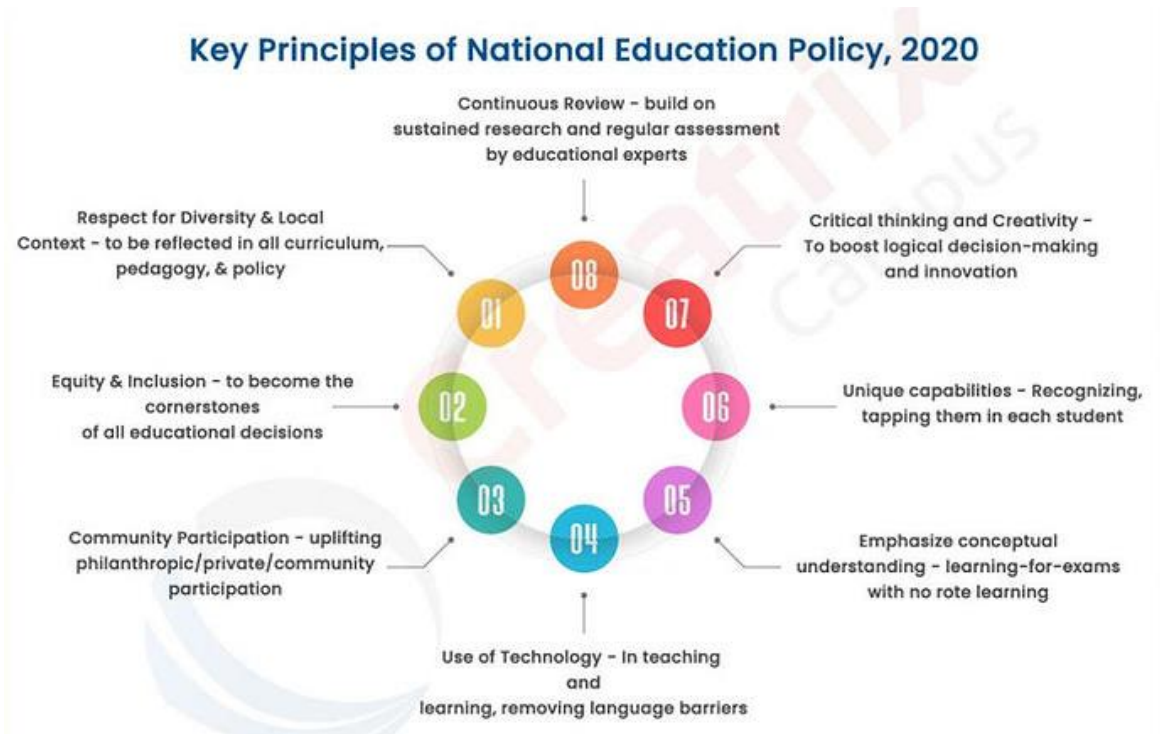 Key Principles of National Education Policy, 2020
Continuous Review - build on
sustained research and regular assessment
by educational experts
08
Respect for Diversity & Local
Context - to be reflected in all curriculum,
pedagogy, & policy
01
Critical thinking and Creativity -
To boost logical decision-making
and innovation
07
Equity & Inclusion - to become the
cornerstones
of all educational decisions
02
Unique capabilities - Recognizing,
tapping them in each student
06
Community Participation - uplifting
philanthropic/private/community
participation
03
Emphasize conceptual
understanding - learning-for-exams
with no rote learning
05
04
Use of Technology - In teaching
and
learning, removing language barriers
Creatrix
Campus